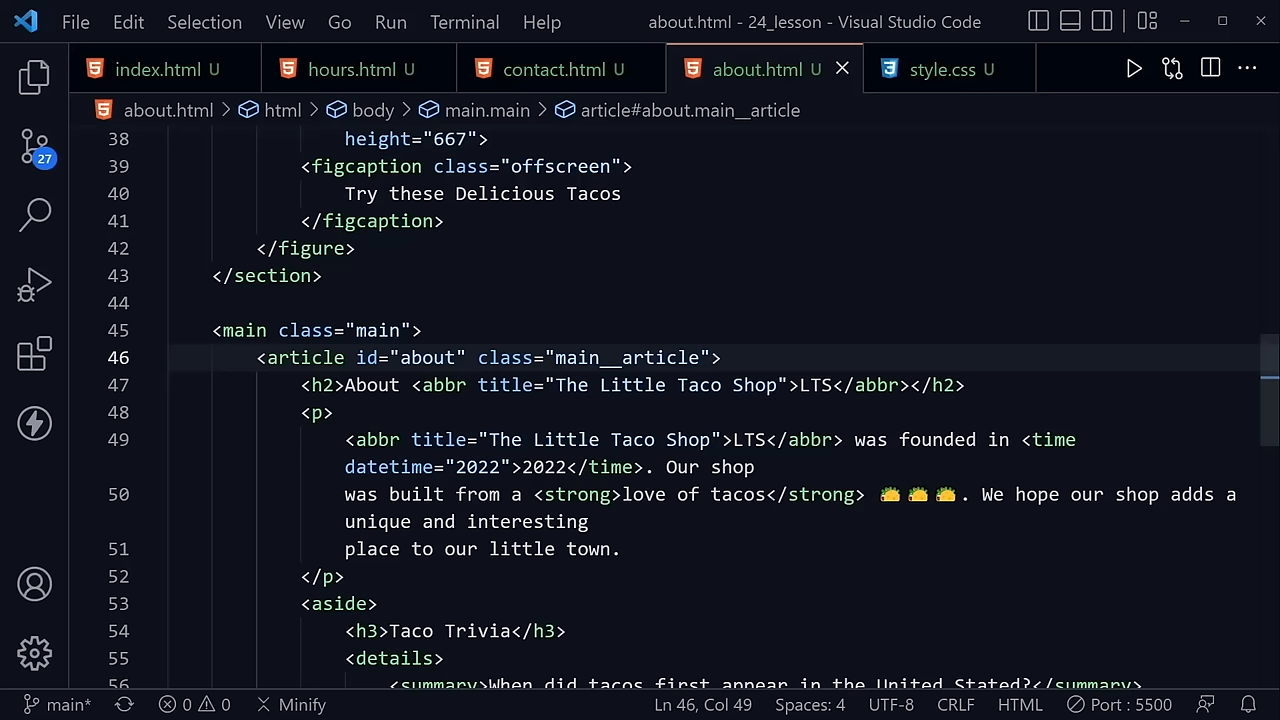 File Edit Selection View Go Run Terminal Help about.html - 24_lesson - Visual Studio Code
index.html U hours.html U contact.html U about.html U style.css U
about.html > html > body > main.main > article#about.main__article
38 height="667">
39 <figcaption class="offscreen">
40 Try these Delicious Tacos
41 </figcaption>
42 </figure>
43 </section>
44
45 <main class="main">
46 <article id="about" class="main__article">
47 <h2>About <abbr title="The Little Taco Shop">LTS</abbr></h2>
48 <p>
49 <abbr title="The Little Taco Shop">LTS</abbr> was founded in <time
datetime="2022">2022</time>. Our shop
50 was built from a <strong>love of tacos</strong> 🌮🌮🌮. We hope our shop adds a
unique and interesting
51 place to our little town.
52 </p>
53 <aside>
54 <h3>Taco Trivia</h3>
55 <details>
56 <summary>When did tacos first appear in the United Stated?</summary>
27
main* 0 0 Minify Ln 46, Col 49 Spaces: 4 UTF-8 CRLF HTML Port : 5500